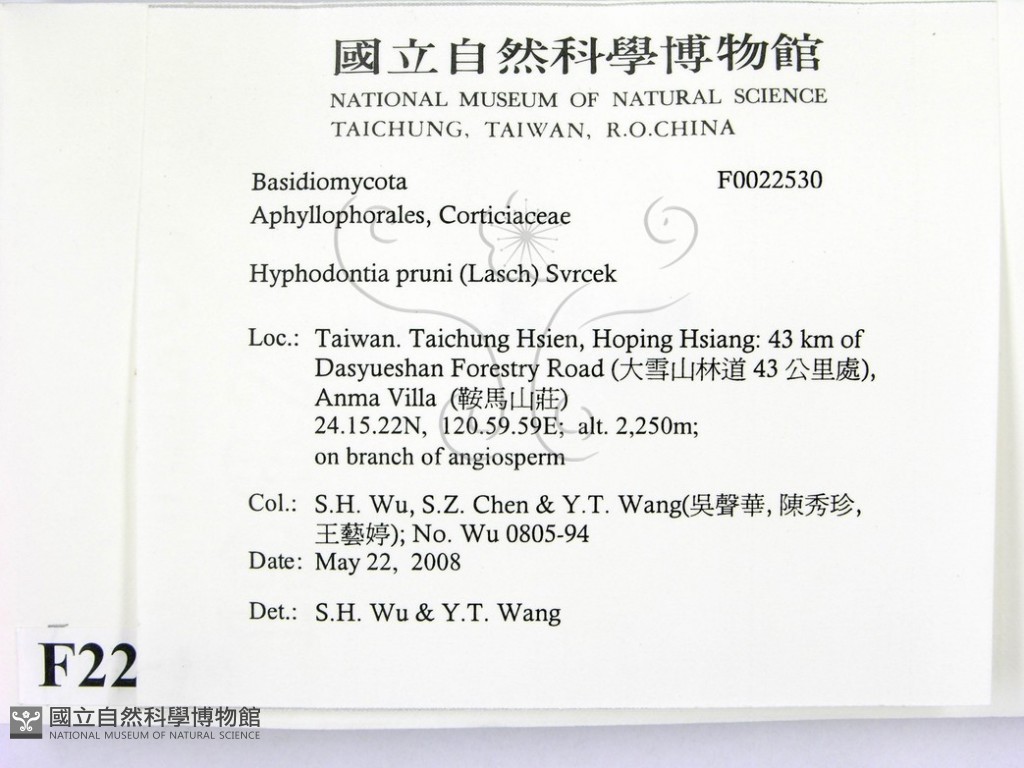 國立自然科學博物館
NATIONAL MUSEUM OF NATURAL SCIENCE
TAICHUNG, TAIWAN, R.O.CHINA
Basidiomycota F0022530
Aphyllophorales, Corticiaceae
Hyphodontia pruni (Lasch) Svrcek
Loc.: Taiwan. Taichung Hsien, Hoping Hsiang: 43 km of
Dasyueshan Forestry Road (大雪山林道 43 公里處),
Anma Villa (鞍馬山莊)
24.15.22N, 120.59.59E; alt. 2,250m;
on branch of angiosperm
Col.: S.H. Wu, S.Z. Chen & Y.T. Wang(吳聲華, 陳秀珍,
王藝婷); No. Wu 0805-94
Date: May 22, 2008
Det.: S.H. Wu & Y.T. Wang
F22
國立自然科學博物館
NATIONAL MUSEUM OF NATURAL SCIENCE